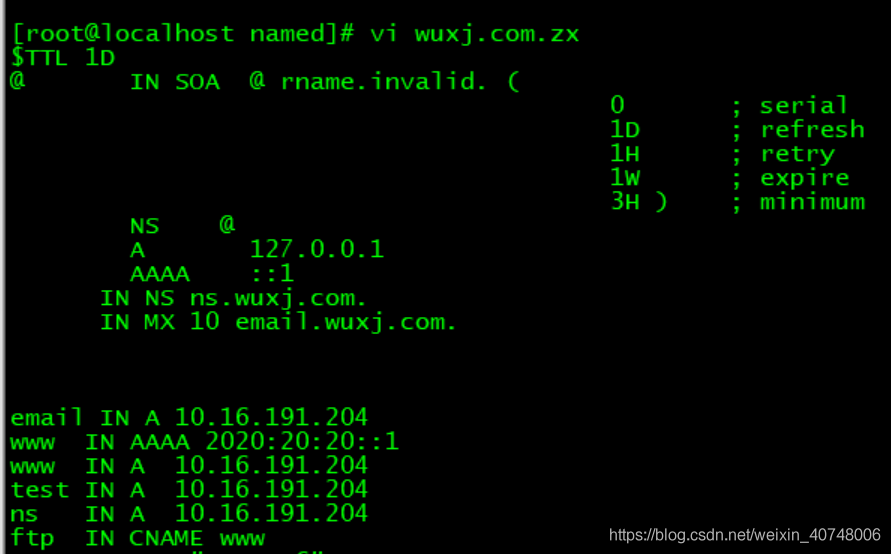 [root@localhost named]# vi wuxj.com.zx
$TTL 1D
@ IN SOA @ rname.invalid. (
0 ; serial
1D ; refresh
1H ; retry
1W ; expire
3H ) ; minimum
NS @
A 127.0.0.1
AAAA ::1
IN NS ns.wuxj.com.
IN MX 10 email.wuxj.com.
email IN A 10.16.191.204
www IN AAAA 2020:20:20::1
www IN A 10.16.191.204
test IN A 10.16.191.204
ns IN A 10.16.191.204
ftp IN CNAME www
https://blog.csdn.net/weixin_40748006